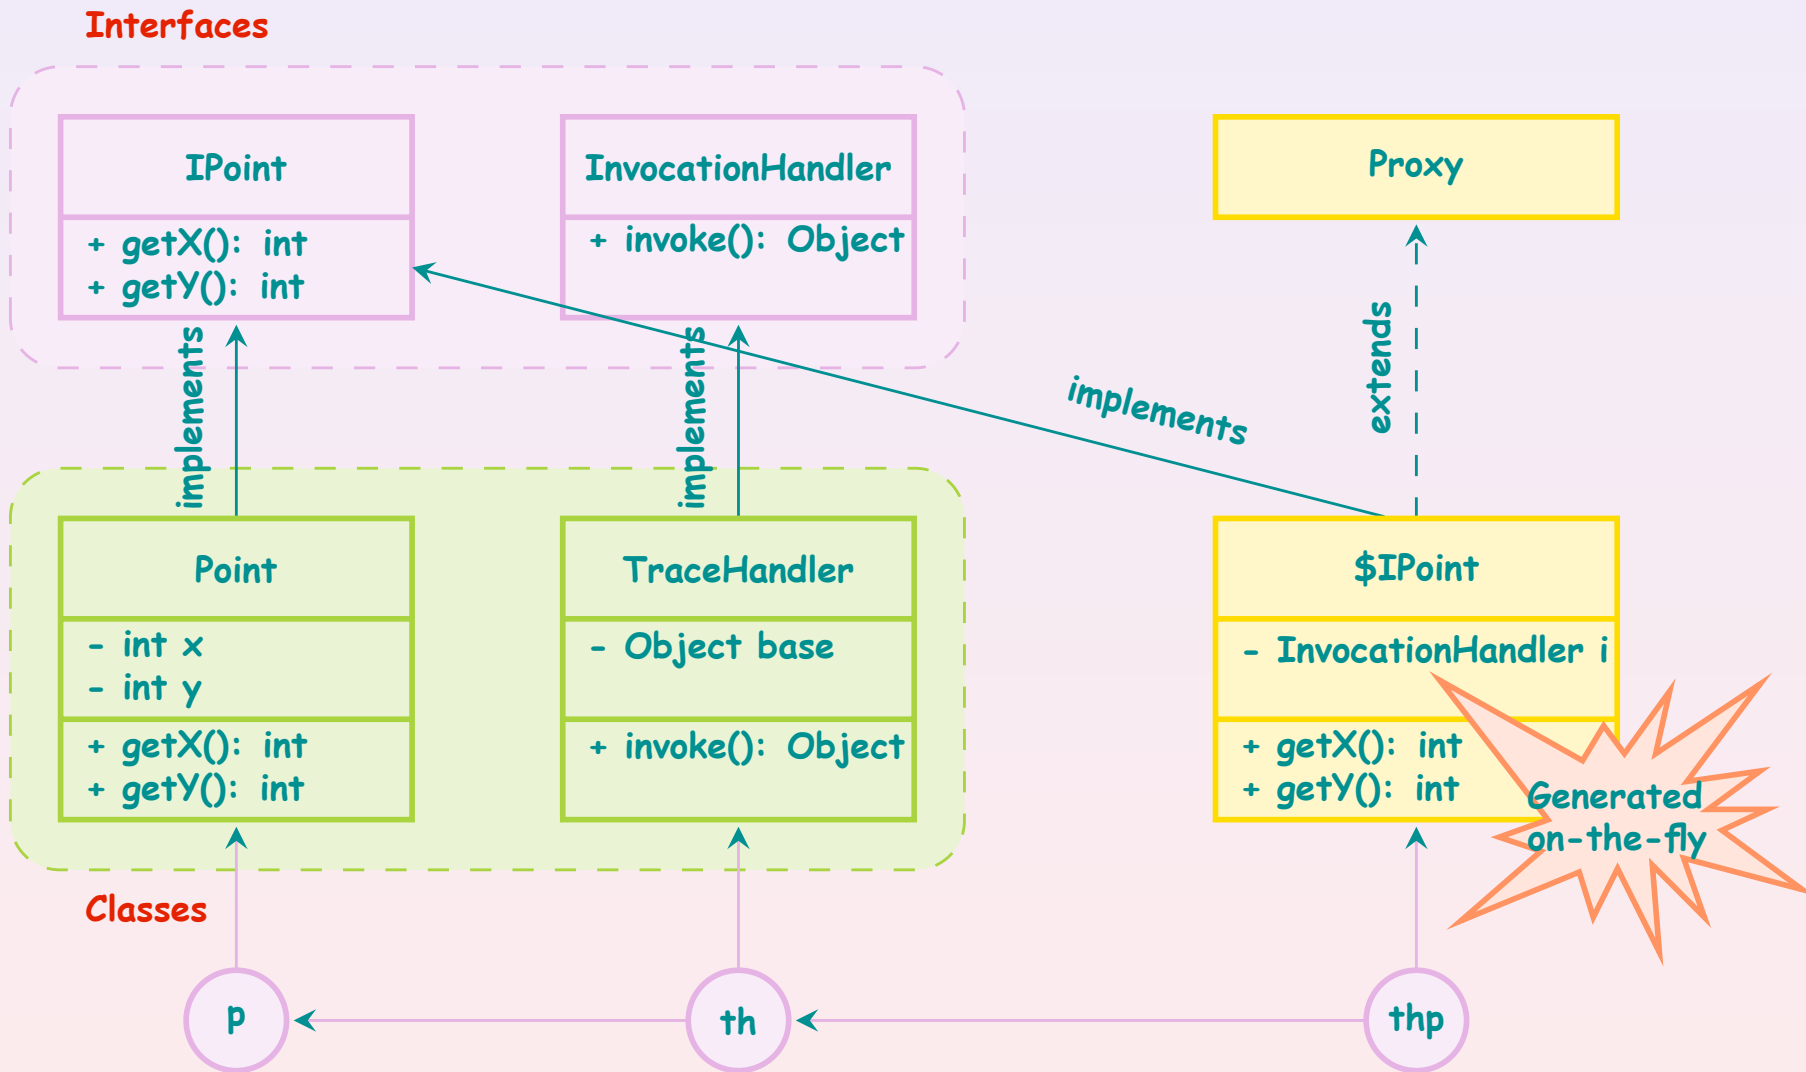 Interfaces
IPoint
+ getX(): int
+ getY(): int
InvocationHandler
+ invoke(): Object
Proxy
implements
implements
implements
extends
Point
- int x
- int y
+ getX(): int
+ getY(): int
TraceHandler
- Object base
+ invoke(): Object
$IPoint
- InvocationHandler i
+ getX(): int
+ getY(): int
Generated
on-the-fly
Classes
p
th
thp